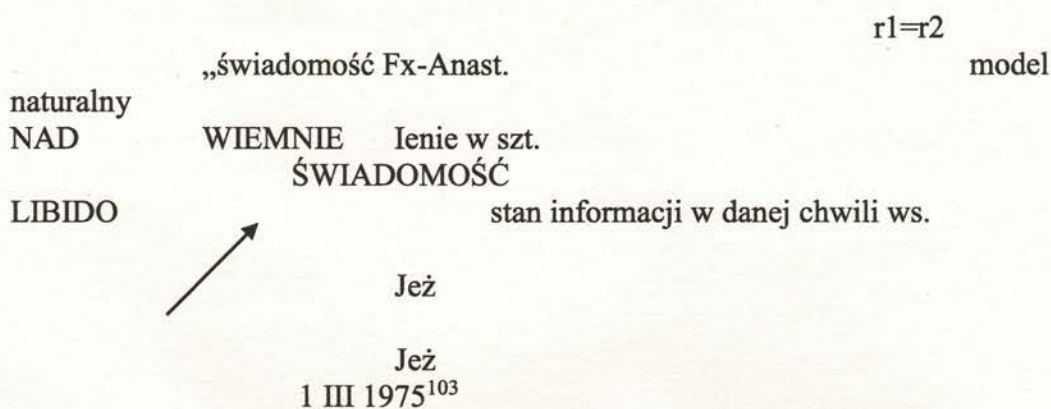 r1=r2
„świadomość Fx-Anast. model
naturalny
NAD WIEMNIE Ienie w szt.
ŚWIADOMOŚĆ
LIBIDO stan informacji w danej chwili ws.
Jeż
Jeż
1 III 1975103